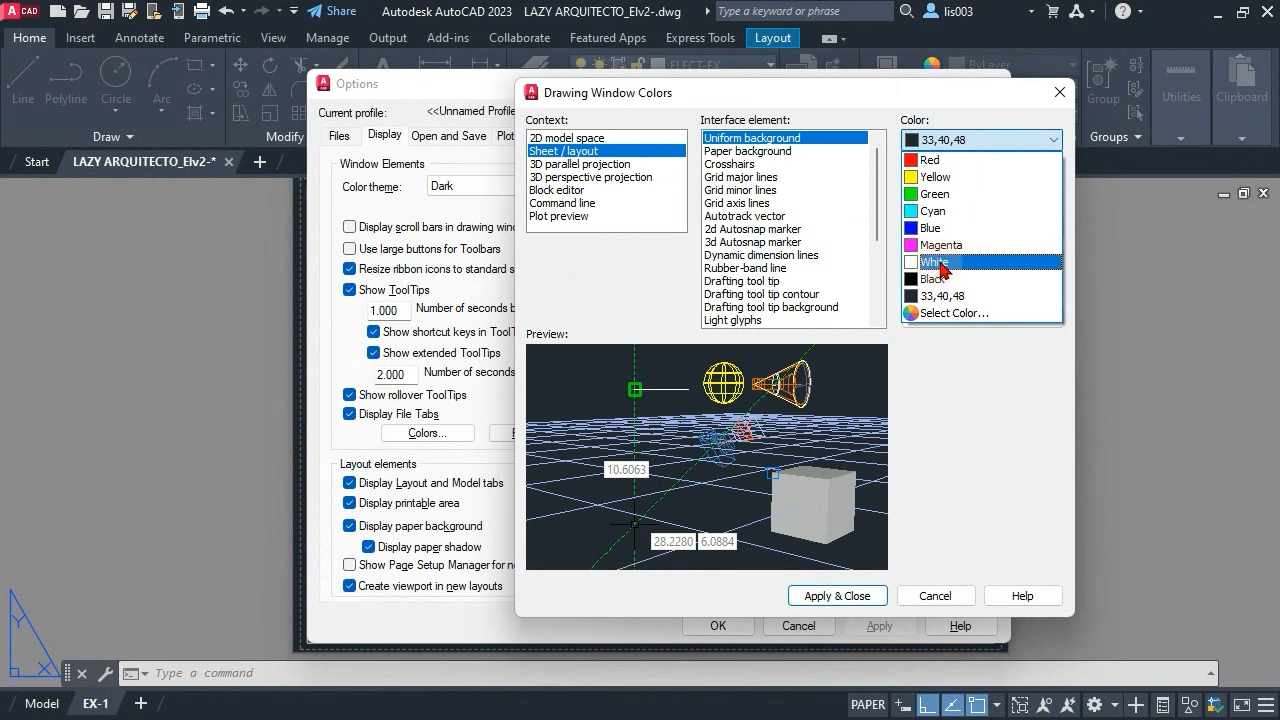 CAD
Share
Autodesk AutoCAD 2023
LAZY ARQUITECTO_Elv2-.dwg
Type a keyword or phrase
lis003
Home
Insert
Annotate
Parametric
View
Manage
Output
Add-ins
Collaborate
Featured Apps
Express Tools
Layout
Line
Polyline
Circle
Arc
ELECT-EX
ByLayer
Group
Utilities
Clipboard
Draw
Modify
Groups
Start
LAZY ARQUITECTO_Elv2-*
Options
Current profile:
<<Unnamed Profile
Files
Display
Open and Save
Plot
Window Elements
Color theme:
Dark
Display scroll bars in drawing wind
Use large buttons for Toolbars
Resize ribbon icons to standard s
Show ToolTips
1.000
Number of seconds b
Show shortcut keys in ToolT
Show extended ToolTips
2.000
Number of seconds
Show rollover ToolTips
Display File Tabs
Colors...
Layout elements
Display Layout and Model tabs
Display printable area
Display paper background
Display paper shadow
Show Page Setup Manager for ne
Create viewport in new layouts
OK
Cancel
Apply
Help
Drawing Window Colors
Context:
2D model space
Sheet / layout
3D parallel projection
3D perspective projection
Block editor
Command line
Plot preview
Interface element:
Uniform background
Paper background
Crosshairs
Grid major lines
Grid minor lines
Grid axis lines
Autotrack vector
2d Autosnap marker
3d Autosnap marker
Dynamic dimension lines
Rubber-band line
Drafting tool tip
Drafting tool tip contour
Drafting tool tip background
Light glyphs
Color:
33,40,48
Red
Yellow
Green
Cyan
Blue
Magenta
White
Black
33,40,48
Select Color...
Preview:
10.6063
28.2280
6.0884
Apply & Close
Cancel
Help
Y
X
Type a command
Model
EX-1
PAPER